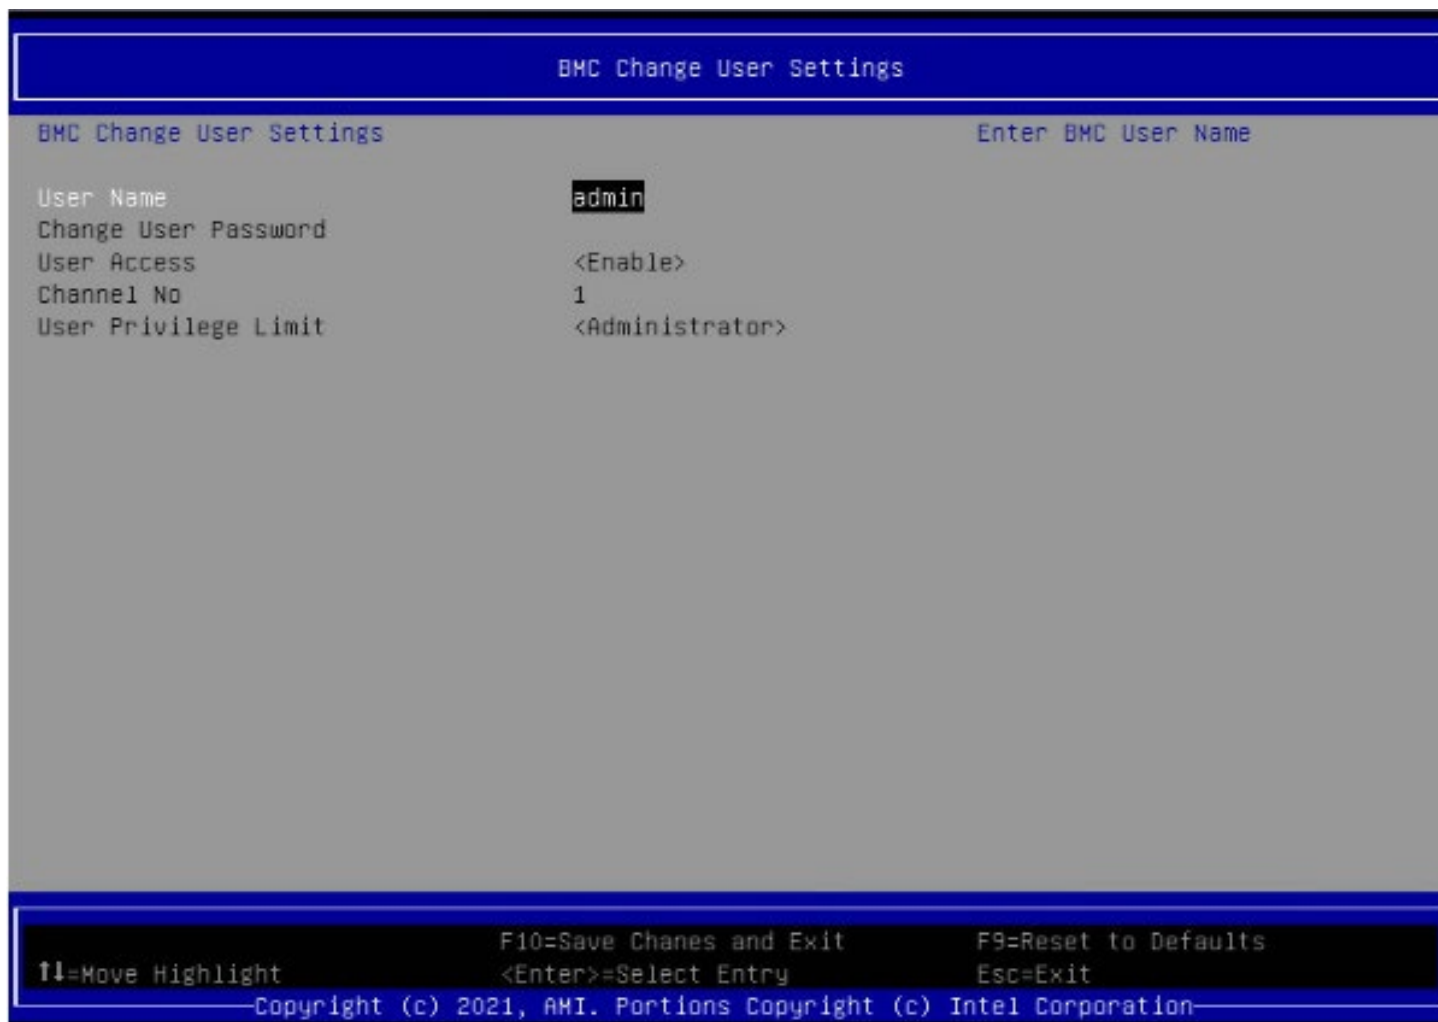 BMC Change User Settings
BMC Change User Settings Enter BMC User Name
User Name admin
Change User Password
User Access <Enable>
Channel No 1
User Privilege Limit <Administrator>
F10=Save Chanes and Exit F9=Reset to Defaults
↑↓=Move Highlight <Enter>=Select Entry Esc=Exit
Copyright (c) 2021, AMI. Portions Copyright (c) Intel Corporation